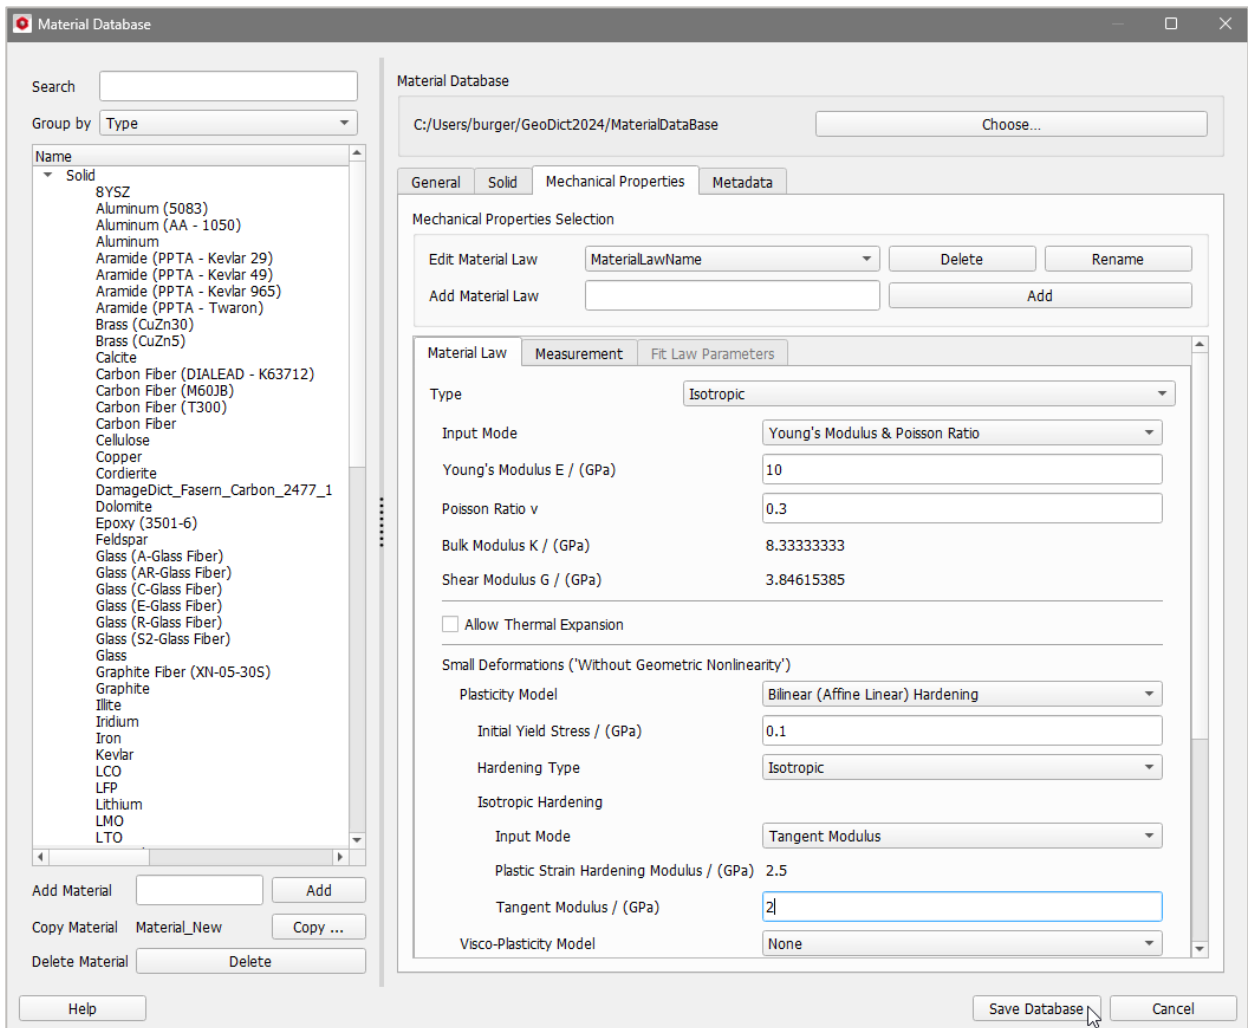 Material Database
Search
Group by Type
Name
Solid
8YSZ
Aluminum (5083)
Aluminum (AA - 1050)
Aluminum
Aramide (PPTA - Kevlar 29)
Aramide (PPTA - Kevlar 49)
Aramide (PPTA - Kevlar 965)
Aramide (PPTA - Twaron)
Brass (CuZn30)
Brass (CuZn5)
Calcite
Carbon Fiber (DIALEAD - K63712)
Carbon Fiber (M60JB)
Carbon Fiber (T300)
Carbon Fiber
Cellulose
Copper
Cordierite
DamageDict_Fasern_Carbon_2477_1
Dolomite
Epoxy (3501-6)
Feldspar
Glass (A-Glass Fiber)
Glass (AR-Glass Fiber)
Glass (C-Glass Fiber)
Glass (E-Glass Fiber)
Glass (R-Glass Fiber)
Glass (S2-Glass Fiber)
Glass
Graphite Fiber (XN-05-30S)
Graphite
Illite
Iridium
Iron
Kevlar
LCO
LFP
Lithium
LMO
LTO
Add Material Add
Copy Material Material_New Copy ...
Delete Material Delete
Help
Material Database
C:/Users/burger/GeoDict2024/MaterialDataBase Choose...
General Solid Mechanical Properties Metadata
Mechanical Properties Selection
Edit Material Law MaterialLawName Delete Rename
Add Material Law Add
Material Law Measurement Fit Law Parameters
Type Isotropic
Input Mode Young's Modulus & Poisson Ratio
Young's Modulus E / (GPa) 10
Poisson Ratio v 0.3
Bulk Modulus K / (GPa) 8.33333333
Shear Modulus G / (GPa) 3.84615385
Allow Thermal Expansion
Small Deformations ('Without Geometric Nonlinearity')
Plasticity Model Bilinear (Affine Linear) Hardening
Initial Yield Stress / (GPa) 0.1
Hardening Type Isotropic
Isotropic Hardening
Input Mode Tangent Modulus
Plastic Strain Hardening Modulus / (GPa) 2.5
Tangent Modulus / (GPa) 2
Visco-Plasticity Model None
Save Database Cancel